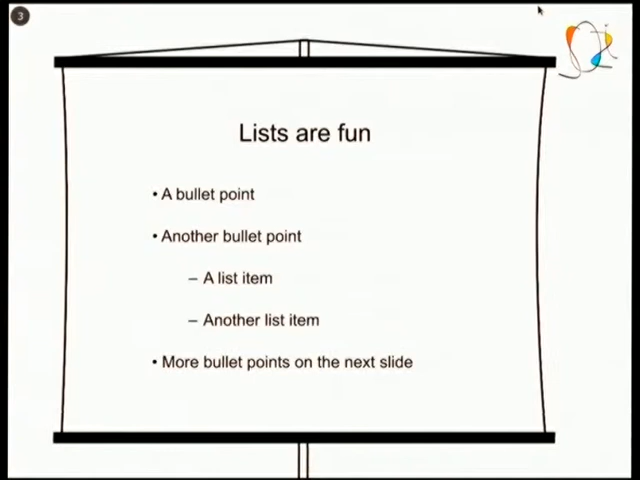 3
Lists are fun
• A bullet point
• Another bullet point
– A list item
– Another list item
• More bullet points on the next slide